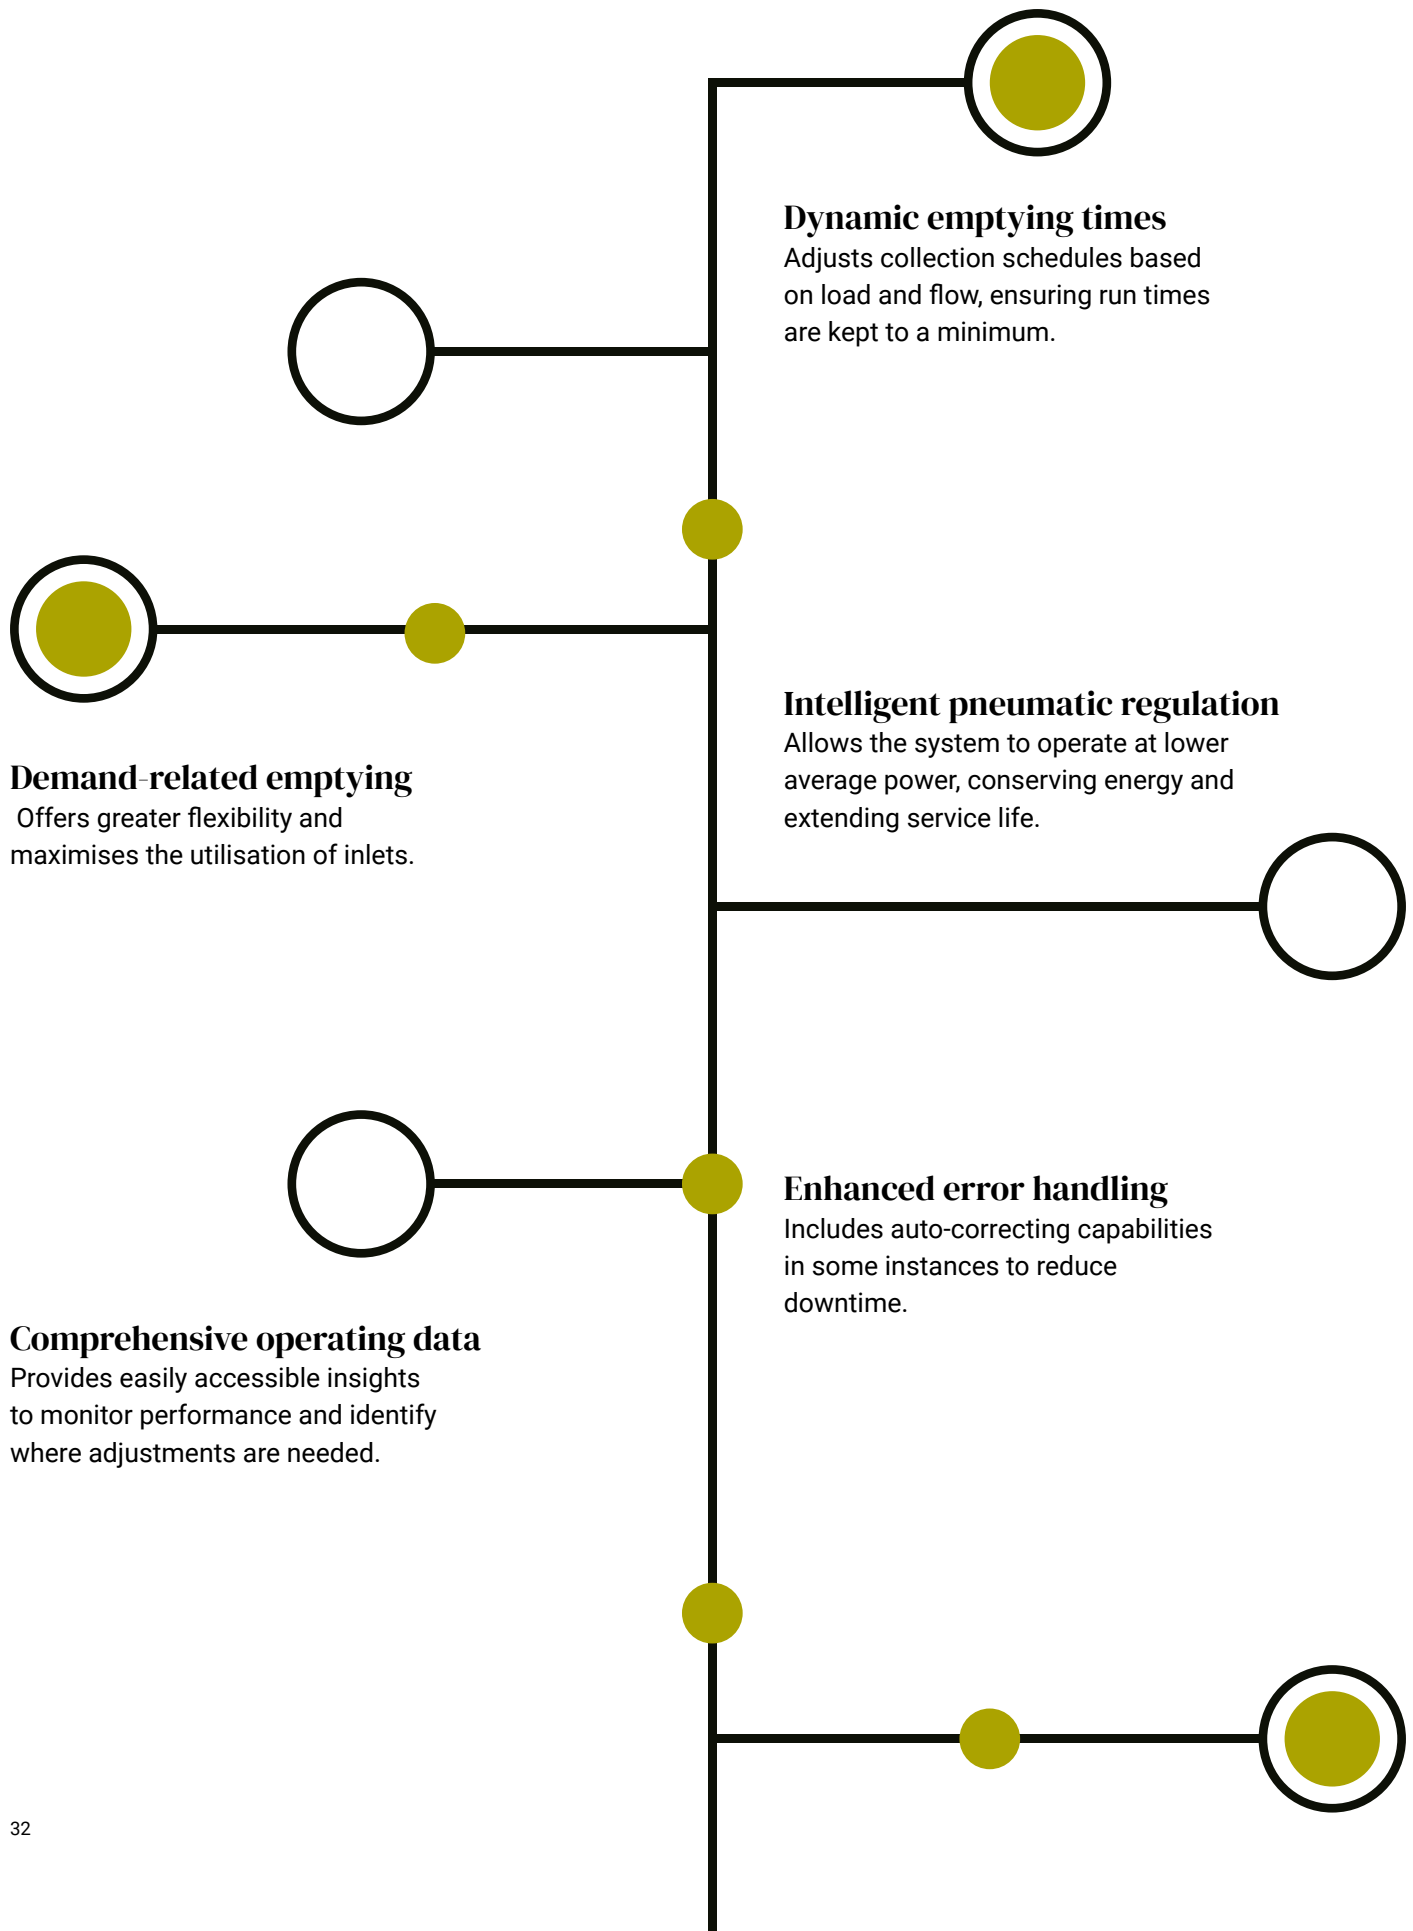 Dynamic emptying times
Adjusts collection schedules based
on load and flow, ensuring run times
are kept to a minimum.
Intelligent pneumatic regulation
Allows the system to operate at lower
average power, conserving energy and
extending service life.
Demand-related emptying
Offers greater flexibility and
maximises the utilisation of inlets.
Enhanced error handling
Includes auto-correcting capabilities
in some instances to reduce
downtime.
Comprehensive operating data
Provides easily accessible insights
to monitor performance and identify
where adjustments are needed.
32